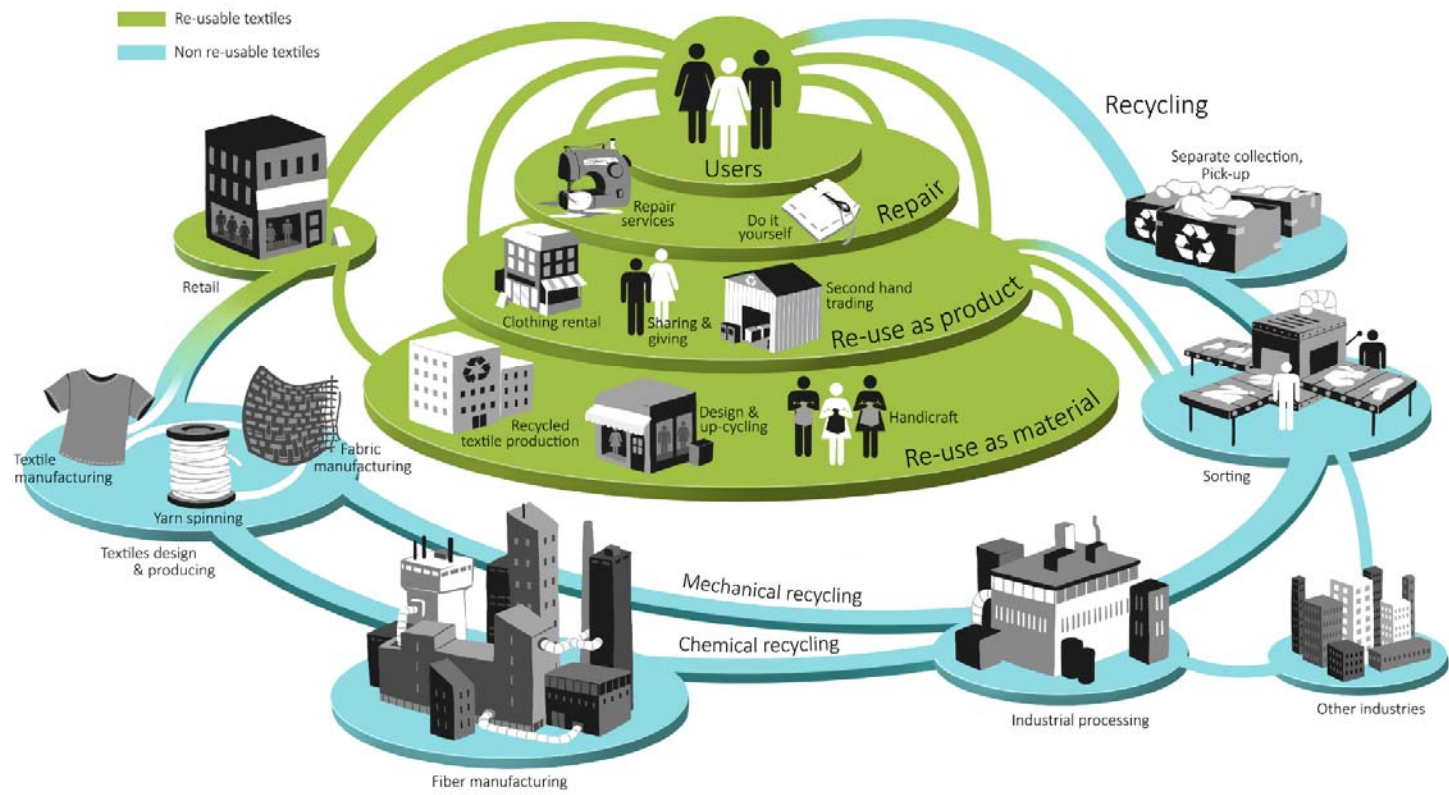 Re-usable textiles
Non re-usable textiles
Recycling
Separate collection,
Pick-up
Users
Repair
services
Do it
yourself
Repair
Retail
Clothing rental
Sharing &
giving
Second hand
trading
Re-use as product
Recycled
textile production
Design &
up-cycling
Handicraft
Re-use as material
Textile
manufacturing
Fabric
manufacturing
Yarn spinning
Textiles design
& producing
Sorting
Mechanical recycling
Chemical recycling
Industrial processing
Other industries
Fiber manufacturing